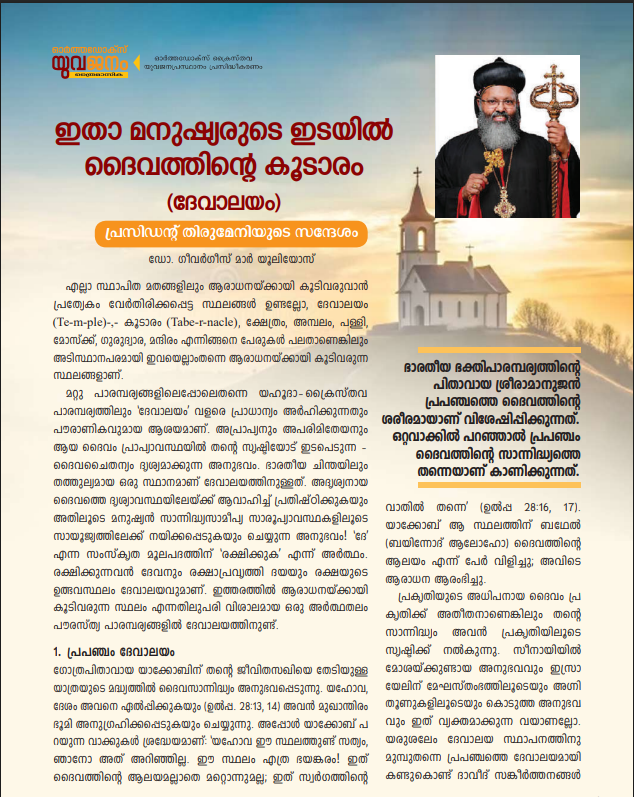 ഓർത്തഡോക്സ്
യുവജനം
ത്രൈമാസിക
ഓർത്തഡോക്സ് ക്രൈസ്തവ
യുവജനപ്രസ്ഥാനം പ്രസിദ്ധീകരണം
ഇതാ മനുഷ്യരുടെ ഇടയിൽ
ദൈവത്തിന്റെ കൂടാരം
(ദേവാലയം)
പ്രസിഡന്റ് തിരുമേനിയുടെ സന്ദേശം
ഡോ. ഗീവർഗീസ് മാർ യൂലിയോസ്
എല്ലാ സ്ഥാപിത മതങ്ങളിലും ആരാധനയ്ക്കായി കൂടിവരുവാൻ
പ്രത്യേകം വേർതിരിക്കപ്പെട്ട സ്ഥലങ്ങൾ ഉണ്ടല്ലോ, ദേവാലയം
(Te-m-ple)-,- കൂടാരം (Tabe-r-nacle), ക്ഷേത്രം, അമ്പലം, പള്ളി,
മോസ്ക്, ഗുരുദ്വാര, മന്ദിരം എന്നിങ്ങനെ പേരുകൾ പലതാണെങ്കിലും
അടിസ്ഥാനപരമായി ഇവയെല്ലാംതന്നെ ആരാധനയ്ക്കായി കൂടിവരുന്ന
സ്ഥലങ്ങളാണ്.
മറ്റു പാരമ്പര്യങ്ങളിലെപ്പോലെതന്നെ യഹൂദാ-ക്രൈസ്തവ
പാരമ്പര്യത്തിലും 'ദേവാലയം' വളരെ പ്രാധാന്യം അർഹിക്കുന്നതും
പൗരാണികവുമായ ആശയമാണ്. അപ്രാപ്യനും അപരിമിതേയനും
ആയ ദൈവം പ്രാപ്യാവസ്ഥയിൽ തന്റെ സൃഷ്ടിയോട് ഇടപെടുന്ന -
ദൈവചൈതന്യം ദൃശ്യമാക്കുന്ന അനുഭവം. ഭാരതീയ ചിന്തയിലും
തത്തുല്യമായ ഒരു സ്ഥാനമാണ് ദേവാലയത്തിനുള്ളത്. അദൃശ്യനായ
ദൈവത്തെ ദൃശ്യാവസ്ഥയിലേയ്ക്ക് ആവാഹിച്ച് പ്രതിഷ്ഠിക്കുകയും
അതിലൂടെ മനുഷ്യൻ സാന്നിദ്ധ്യസാമീപ്യ സാരൂപ്യാവസ്ഥകളിലൂടെ
സായൂജ്യത്തിലേക്ക് നയിക്കപ്പെടുകയും ചെയ്യുന്ന അനുഭവം! 'ദേ'
എന്ന സംസ്കൃത മൂലപദത്തിന് 'രക്ഷിക്കുക' എന്ന് അർത്ഥം.
രക്ഷിക്കുന്നവൻ ദേവനും രക്ഷാപ്രവൃത്തി ദയയും രക്ഷയുടെ
ഉത്ഭവസ്ഥലം ദേവാലയവുമാണ്. ഇത്തരത്തിൽ ആരാധനയ്ക്കായി
കൂടിവരുന്ന സ്ഥലം എന്നതിലുപരി വിശാലമായ ഒരു അർത്ഥതലം
പൗരസ്ത്യ പാരമ്പര്യങ്ങളിൽ ദേവാലയത്തിനുണ്ട്.
1. പ്രപഞ്ചം ദേവാലയം
ഗോത്രപിതാവായ യാക്കോബിന് തന്റെ ജീവിതസഖിയെ തേടിയുള്ള
യാത്രയുടെ മദ്ധ്യത്തിൽ ദൈവസാന്നിദ്ധ്യം അനുഭവപ്പെടുന്നു. യഹോവ,
ദേശം അവനെ ഏൽപ്പിക്കുകയും (ഉൽപ്പ. 28:13, 14) അവൻ മുഖാന്തിരം
ഭൂമി അനുഗ്രഹിക്കപ്പെടുകയും ചെയ്യുന്നു. അപ്പോൾ യാക്കോബ് പ
റയുന്ന വാക്കുകൾ ശ്രദ്ധേയമാണ്: 'യഹോവ ഈ സ്ഥലത്തുണ്ട് സത്യം,
ഞാനോ അത് അറിഞ്ഞില്ല. ഈ സ്ഥലം എത്ര ഭയങ്കരം! ഇത്
ദൈവത്തിന്റെ ആലയമല്ലാതെ മറ്റൊന്നുമല്ല; ഇത് സ്വർഗത്തിന്റെ
ഭാരതീയ ഭക്തിപാരമ്പര്യത്തിന്റെ
പിതാവായ ശ്രീരാമാനുജൻ
പ്രപഞ്ചത്തെ ദൈവത്തിന്റെ
ശരീരമായാണ് വിശേഷിപ്പിക്കുന്നത്.
ഒറ്റവാക്കിൽ പറഞ്ഞാൽ പ്രപഞ്ചം
ദൈവത്തിന്റെ സാന്നിദ്ധ്യത്തെ
തന്നെയാണ് കാണിക്കുന്നത്.
വാതിൽ തന്നെ' (ഉൽപ്പ 28:16, 17).
യാക്കോബ് ആ സ്ഥലത്തിന് ബഥേൽ
(ബയിന്നോദ് ആലോഹോ) ദൈവത്തിന്റെ
ആലയം എന്ന് പേർ വിളിച്ചു; അവിടെ
ആരാധന ആരംഭിച്ചു.
പ്രകൃതിയുടെ അധിപനായ ദൈവം പ്ര
കൃതിക്ക് അതീതനാണെങ്കിലും തന്റെ
സാന്നിദ്ധ്യം അവൻ പ്രകൃതിയിലൂടെ
സൃഷ്ടിക്ക് നൽകുന്നു. സീനായിയിൽ
മോശയ്ക്കുണ്ടായ അനുഭവവും ഇസ്രാ
യേലിന് മേഘസ്തംഭത്തിലൂടെയും അഗ്നി
തൂണുകളിലൂടെയും കൊടുത്ത അനുഭവ
വും ഇത് വ്യക്തമാക്കുന്ന വയാണല്ലോ.
യരുശലേം ദേവാലയ സ്ഥാപനത്തിനു
മുമ്പുതന്നെ പ്രപഞ്ചത്തെ ദേവാലയമായി
കണ്ടുകൊണ്ട് ദാവീദ് സങ്കീർത്തനങ്ങൾ